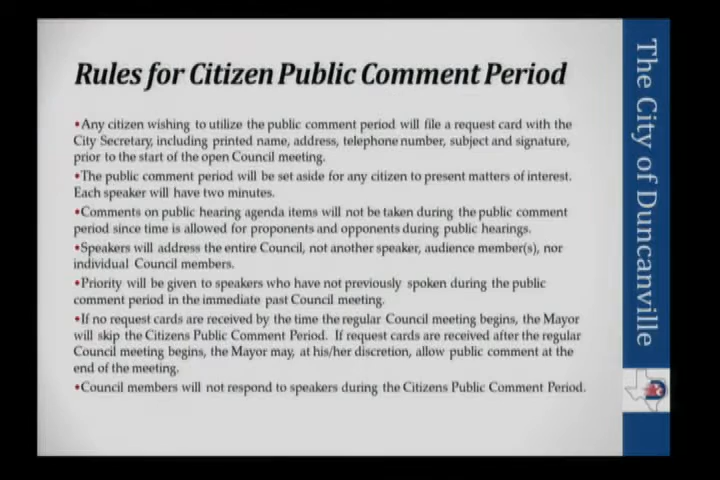 Rules for Citizen Public Comment Period
•Any citizen wishing to utilize the public comment period will file a request card with the
City Secretary, including printed name, address, telephone number, subject and signature,
prior to the start of the open Council meeting.
•The public comment period will be set aside for any citizen to present matters of interest.
Each speaker will have two minutes.
•Comments on public hearing agenda items will not be taken during the public comment
period since time is allowed for proponents and opponents during public hearings.
•Speakers will address the entire Council, not another speaker, audience member(s), nor
individual Council members.
•Priority will be given to speakers who have not previously spoken during the public
comment period in the immediate past Council meeting.
•If no request cards are received by the time the regular Council meeting begins, the Mayor
will skip the Citizens Public Comment Period. If request cards are received after the regular
Council meeting begins, the Mayor may, at his/her discretion, allow public comment at the
end of the meeting.
•Council members will not respond to speakers during the Citizens Public Comment Period.
The City of Duncanville